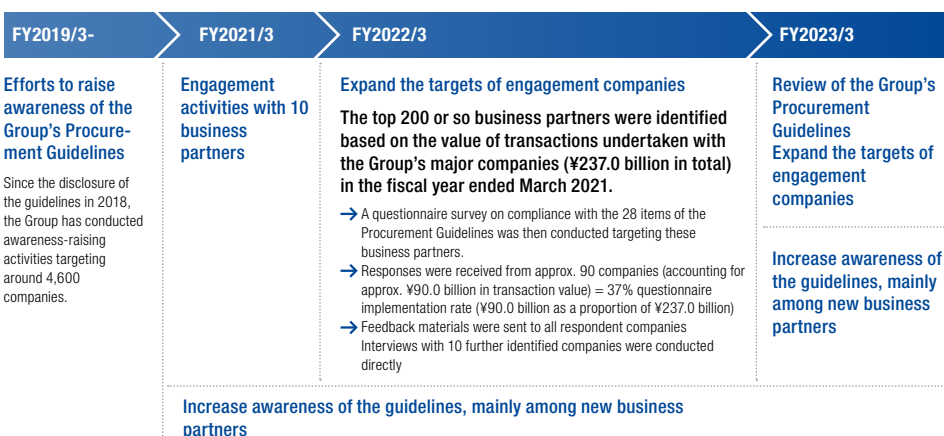 FY2019/3-
FY2021/3
FY2022/3
FY2023/3
Efforts to raise
awareness of the
Group’s Procure-
ment Guidelines
Since the disclosure of
the guidelines in 2018,
the Group has conducted
awareness-raising
activities targeting
around 4,600
companies.
Engagement
activities with 10
business
partners
Expand the targets of engagement companies
The top 200 or so business partners were identified
based on the value of transactions undertaken with
the Group’s major companies (¥237.0 billion in total)
in the fiscal year ended March 2021.
→ A questionnaire survey on compliance with the 28 items of the
Procurement Guidelines was then conducted targeting these
business partners.
→ Responses were received from approx. 90 companies (accounting for
approx. ¥90.0 billion in transaction value) = 37% questionnaire
implementation rate (¥90.0 billion as a proportion of ¥237.0 billion)
→ Feedback materials were sent to all respondent companies
Interviews with 10 further identified companies were conducted
directly
Review of the Group’s
Procurement
Guidelines
Expand the targets of
engagement
companies
Increase awareness of
the guidelines, mainly
among new business
partners
Increase awareness of the guidelines, mainly among new business
partners